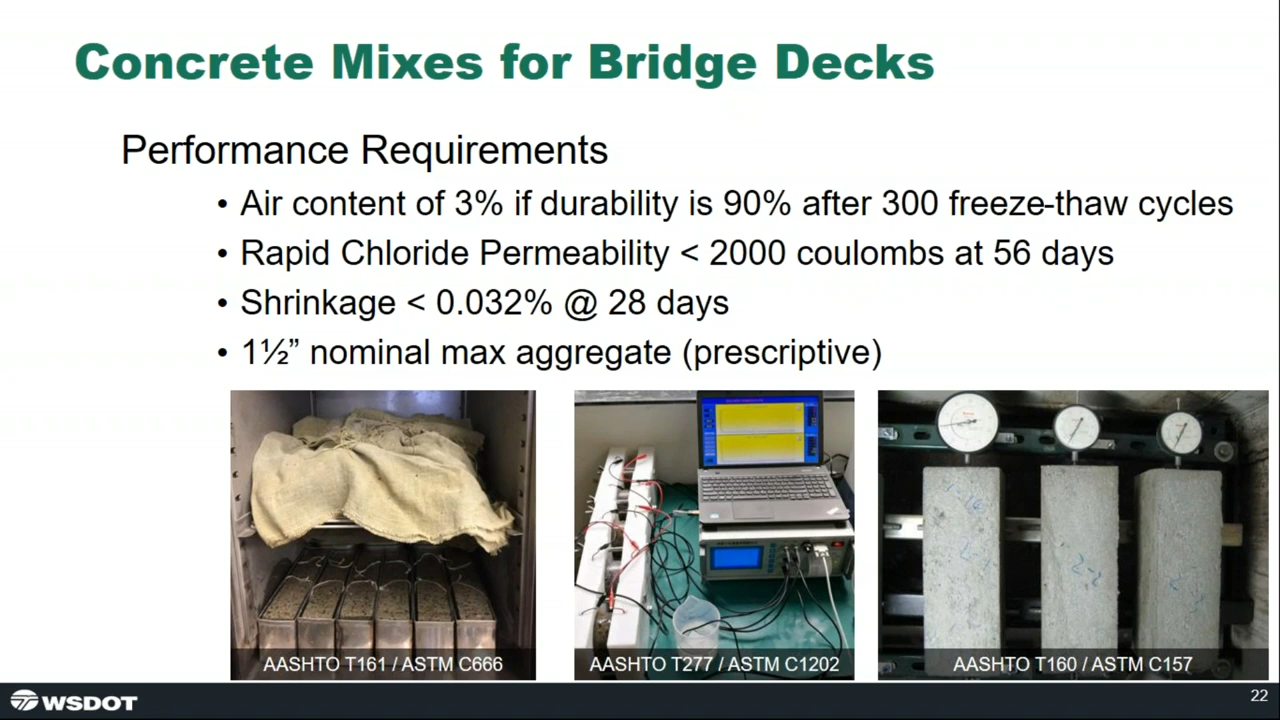 Concrete Mixes for Bridge Decks
Performance Requirements
• Air content of 3% if durability is 90% after 300 freeze-thaw cycles
• Rapid Chloride Permeability < 2000 coulombs at 56 days
• Shrinkage < 0.032% @ 28 days
• 1½” nominal max aggregate (prescriptive)
AASHTO T161 / ASTM C666
AASHTO T277 / ASTM C1202
AASHTO T160 / ASTM C157
WSDOT
22